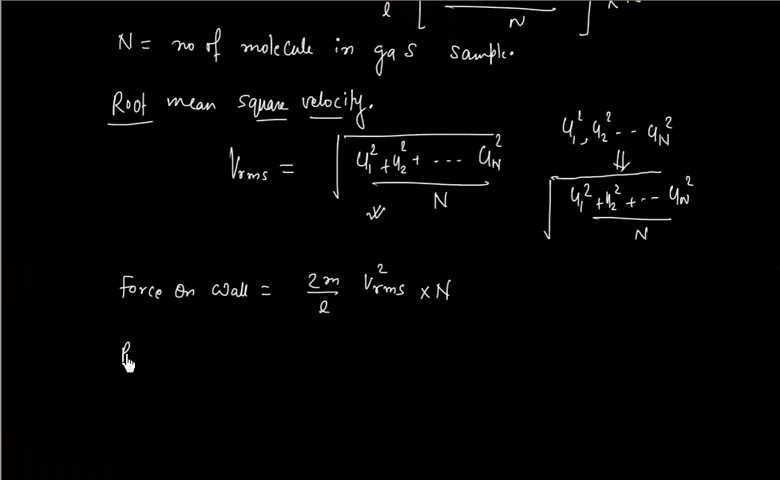 l [ N ]
N = no of molecule in gas sample.
Root mean square velocity.
Vrms = √((u₁² + u₂² + ... uN²) / N)
u₁², u₂² ... uN²
⇓
√((u₁² + u₂² + ... uN²) / N)
Force on wall = 2m/l V²rms × N
P